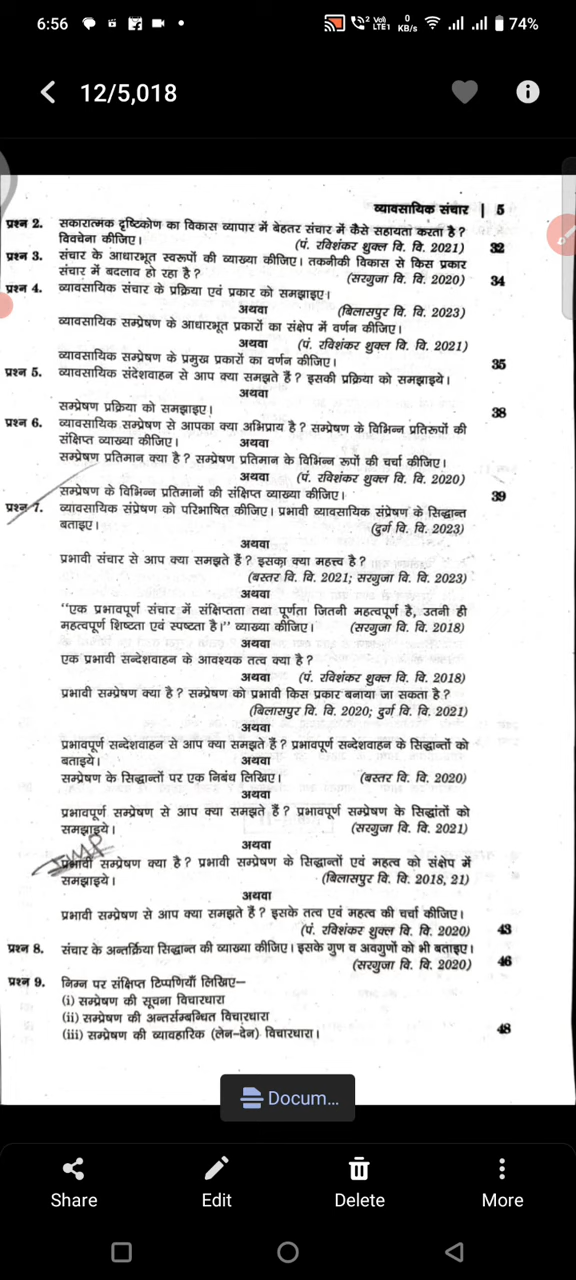 6:56
Vo)
LTE1
0
KB/s
74%
12/5,018
व्यावसायिक संचार | 5
प्रश्न 2. सकारात्मक दृष्टिकोण का विकास व्यापार में बेहतर संचार में कैसे सहायता करता है?
विवचेना कीजिए। (पं. रविशंकर शुक्ल वि. वि. 2021) 32
प्रश्न 3. संचार के आधारभूत स्वरूपों की व्याख्या कीजिए। तकनीकी विकास से किस प्रकार
संचार में बदलाव हो रहा है? (सरगुजा वि. वि. 2020) 34
प्रश्न 4. व्यावसायिक संचार के प्रक्रिया एवं प्रकार को समझाइए।
अथवा (बिलासपुर वि. वि. 2023)
व्यावसायिक सम्प्रेषण के आधारभूत प्रकारों का संक्षेप में वर्णन कीजिए।
अथवा (पं. रविशंकर शुक्ल वि. वि. 2021)
व्यावसायिक सम्प्रेषण के प्रमुख प्रकारों का वर्णन कीजिए। 35
प्रश्न 5. व्यावसायिक संदेशवाहन से आप क्या समझते हैं? इसकी प्रक्रिया को समझाइये।
अथवा
सम्प्रेषण प्रक्रिया को समझाइए। 38
प्रश्न 6. व्यावसायिक सम्प्रेषण से आपका क्या अभिप्राय है? सम्प्रेषण के विभिन्न प्रतिरूपों की
संक्षिप्त व्याख्या कीजिए। अथवा
सम्प्रेषण प्रतिमान क्या है? सम्प्रेषण प्रतिमान के विभिन्न रूपों की चर्चा कीजिए।
अथवा (पं. रविशंकर शुक्ल वि. वि. 2020)
सम्प्रेषण के विभिन्न प्रतिमानों की संक्षिप्त व्याख्या कीजिए। 39
प्रश्न 7. व्यावसायिक संप्रेषण को परिभाषित कीजिए। प्रभावी व्यावसायिक संप्रेषण के सिद्धान्त
बताइए। (दुर्ग वि. वि. 2023)
अथवा
प्रभावी संचार से आप क्या समझते हैं? इसका क्या महत्त्व है?
(बस्तर वि. वि. 2021; सरगुजा वि. वि. 2023)
अथवा
“एक प्रभावपूर्ण संचार में संक्षिप्तता तथा पूर्णता जितनी महत्वपूर्ण है, उतनी ही
महत्वपूर्ण शिष्टता एवं स्पष्टता है।” व्याख्या कीजिए। (सरगुजा वि. वि. 2018)
अथवा
एक प्रभावी सन्देशवाहन के आवश्यक तत्व क्या है?
अथवा (पं. रविशंकर शुक्ल वि. वि. 2018)
प्रभावी सम्प्रेषण क्या है? सम्प्रेषण को प्रभावी किस प्रकार बनाया जा सकता है?
(बिलासपुर वि. वि. 2020; दुर्ग वि. वि. 2021)
अथवा
प्रभावपूर्ण सन्देशवाहन से आप क्या समझते हैं? प्रभावपूर्ण सन्देशवाहन के सिद्धान्तों को
बताइये। अथवा
सम्प्रेषण के सिद्धान्तों पर एक निबंध लिखिए। (बस्तर वि. वि. 2020)
अथवा
प्रभावपूर्ण सम्प्रेषण से आप क्या समझते हैं? प्रभावपूर्ण सम्प्रेषण के सिद्धांतों को
समझाइये। (सरगुजा वि. वि. 2021)
IMP अथवा
प्रभावी सम्प्रेषण क्या है? प्रभावी सम्प्रेषण के सिद्धान्तों एवं महत्व को संक्षेप में
समझाइये। (बिलासपुर वि. वि. 2018, 21)
अथवा
प्रभावी सम्प्रेषण से आप क्या समझते हैं? इसके तत्व एवं महत्व की चर्चा कीजिए।
(पं. रविशंकर शुक्ल वि. वि. 2020) 43
प्रश्न 8. संचार के अन्तर्क्रिया सिद्धान्त की व्याख्या कीजिए। इसके गुण व अवगुणों को भी बताइए।
(सरगुजा वि. वि. 2020) 46
प्रश्न 9. निम्न पर संक्षिप्त टिप्पणियाँ लिखिए—
(i) सम्प्रेषण की सूचना विचारधारा
(ii) सम्प्रेषण की अन्तर्सम्बन्धित विचारधारा
(iii) सम्प्रेषण की व्यावहारिक (लेन-देन) विचारधारा। 48
Docum...
Share Edit Delete More